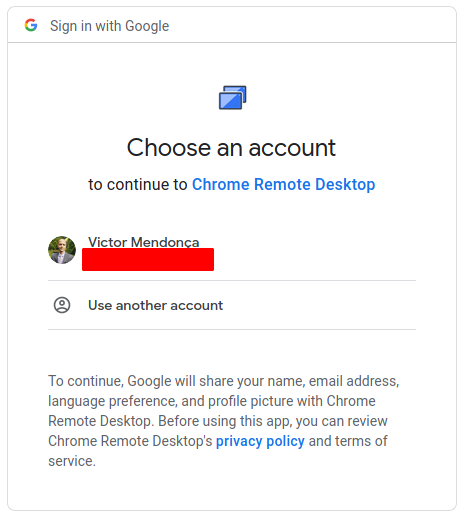 Sign in with Google
Choose an account
to continue to Chrome Remote Desktop
Victor Mendonça
Use another account
To continue, Google will share your name, email address,
language preference, and profile picture with Chrome
Remote Desktop. Before using this app, you can review
Chrome Remote Desktop's privacy policy and terms of
service.